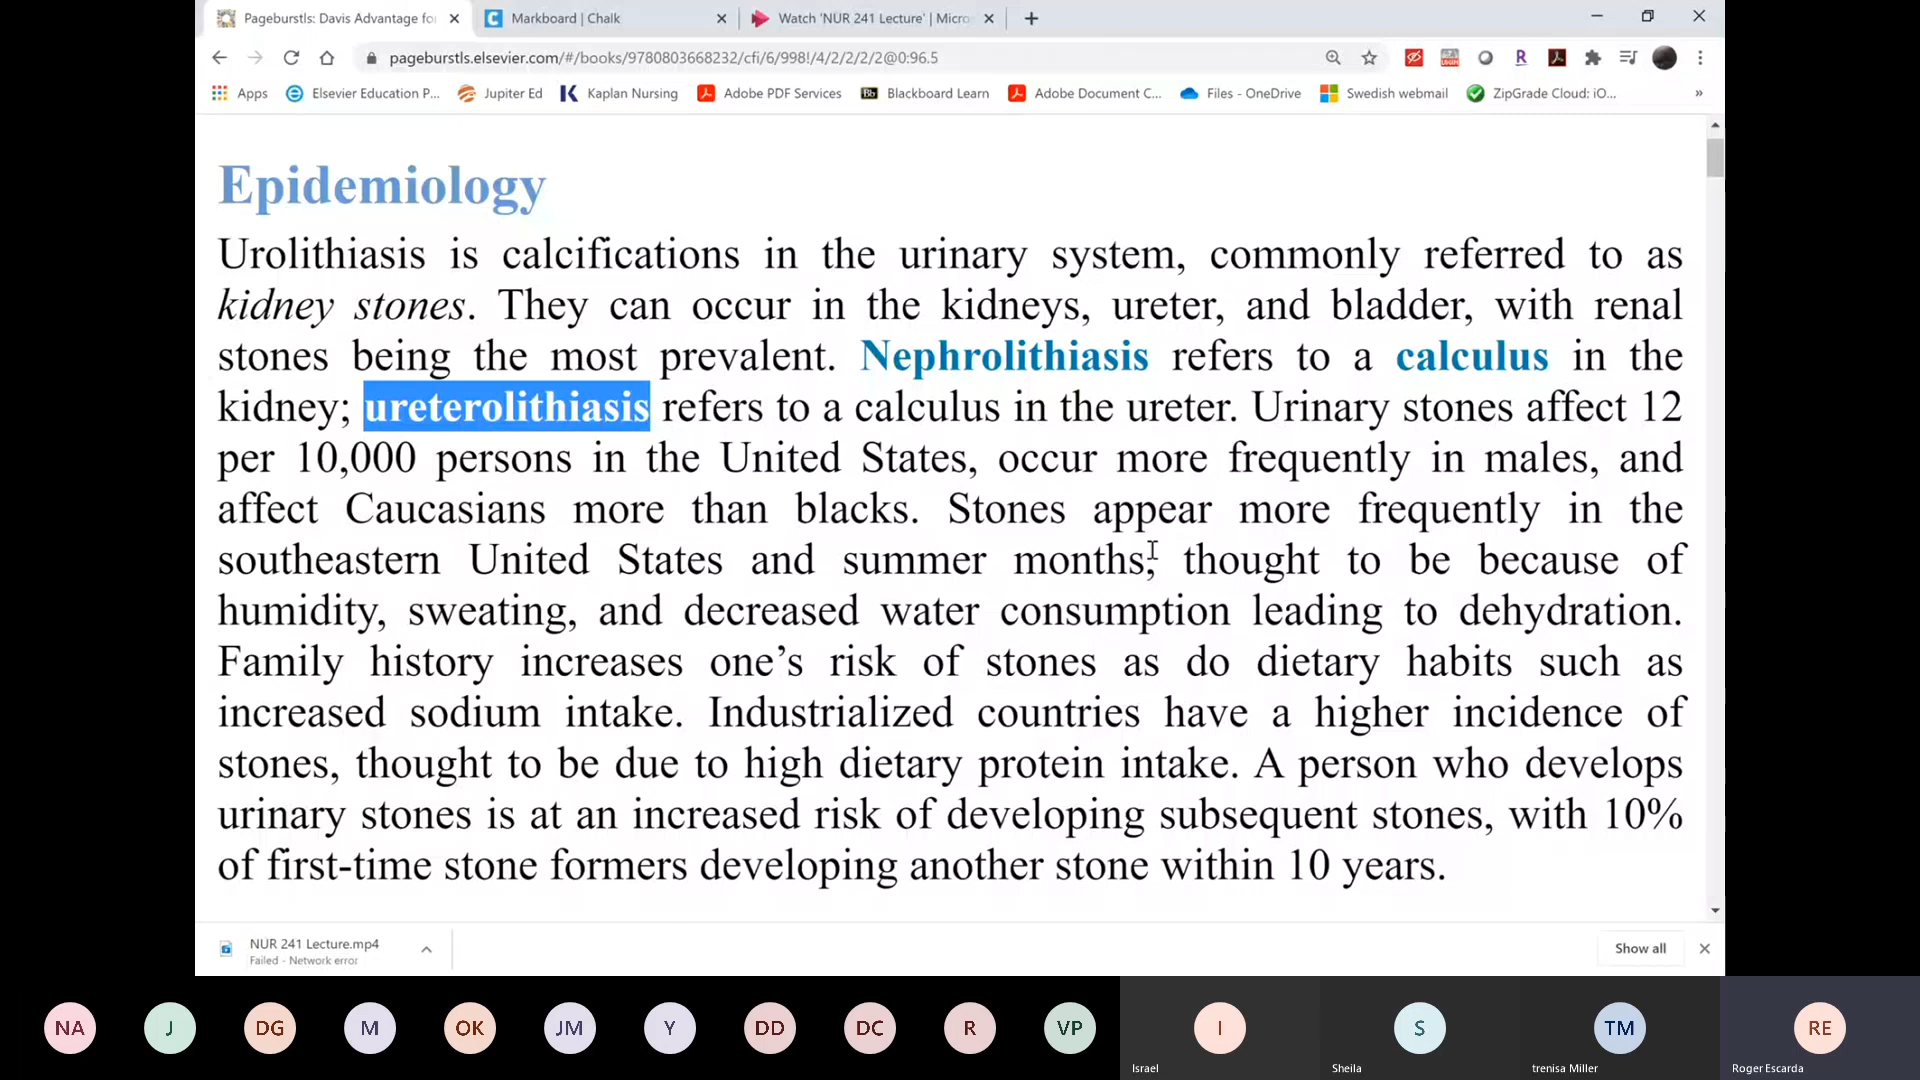 Pageburstls: Davis Advantage for
Markboard | Chalk
Watch 'NUR 241 Lecture' | Micro
pageburstls.elsevier.com/#/books/9780803668232/cfi/6/998!/4/2/2/2/2@0:96.5
Apps
Elsevier Education P...
Jupiter Ed
Kaplan Nursing
Adobe PDF Services
Bb
Blackboard Learn
Adobe Document C...
Files - OneDrive
Swedish webmail
ZipGrade Cloud: iO...
»
Epidemiology
Urolithiasis is calcifications in the urinary system, commonly referred to as
kidney stones. They can occur in the kidneys, ureter, and bladder, with renal
stones being the most prevalent. Nephrolithiasis refers to a calculus in the
kidney; ureterolithiasis refers to a calculus in the ureter. Urinary stones affect 12
per 10,000 persons in the United States, occur more frequently in males, and
affect Caucasians more than blacks. Stones appear more frequently in the
southeastern United States and summer months, thought to be because of
humidity, sweating, and decreased water consumption leading to dehydration.
Family history increases one’s risk of stones as do dietary habits such as
increased sodium intake. Industrialized countries have a higher incidence of
stones, thought to be due to high dietary protein intake. A person who develops
urinary stones is at an increased risk of developing subsequent stones, with 10%
of first-time stone formers developing another stone within 10 years.
NUR 241 Lecture.mp4
Failed - Network error
Show all
NA
J
DG
M
OK
JM
Y
DD
DC
R
VP
I
Israel
S
Sheila
TM
trenisa Miller
RE
Roger Escarda